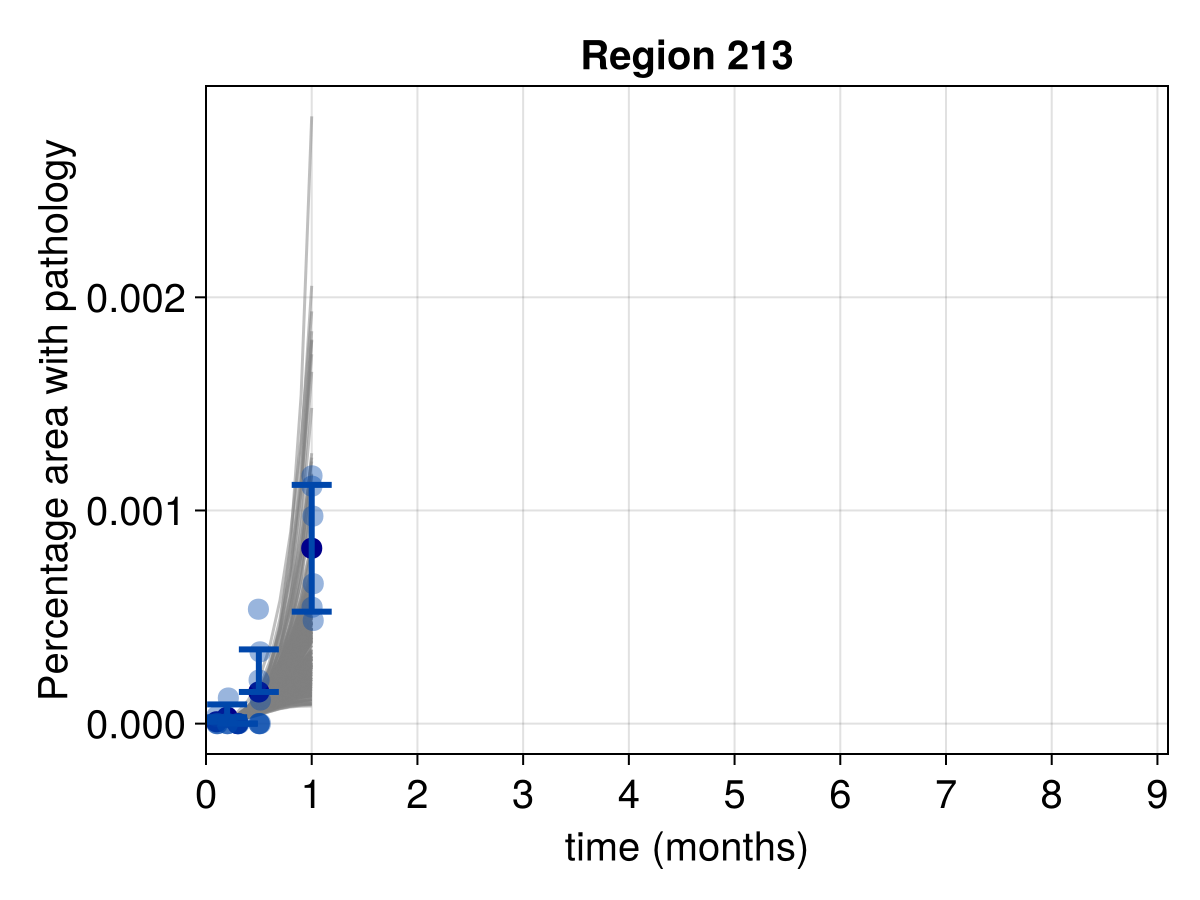 Region 213
Percentage area with pathology
0.002
0.001
0.000
0 1 2 3 4 5 6 7 8 9
time (months)